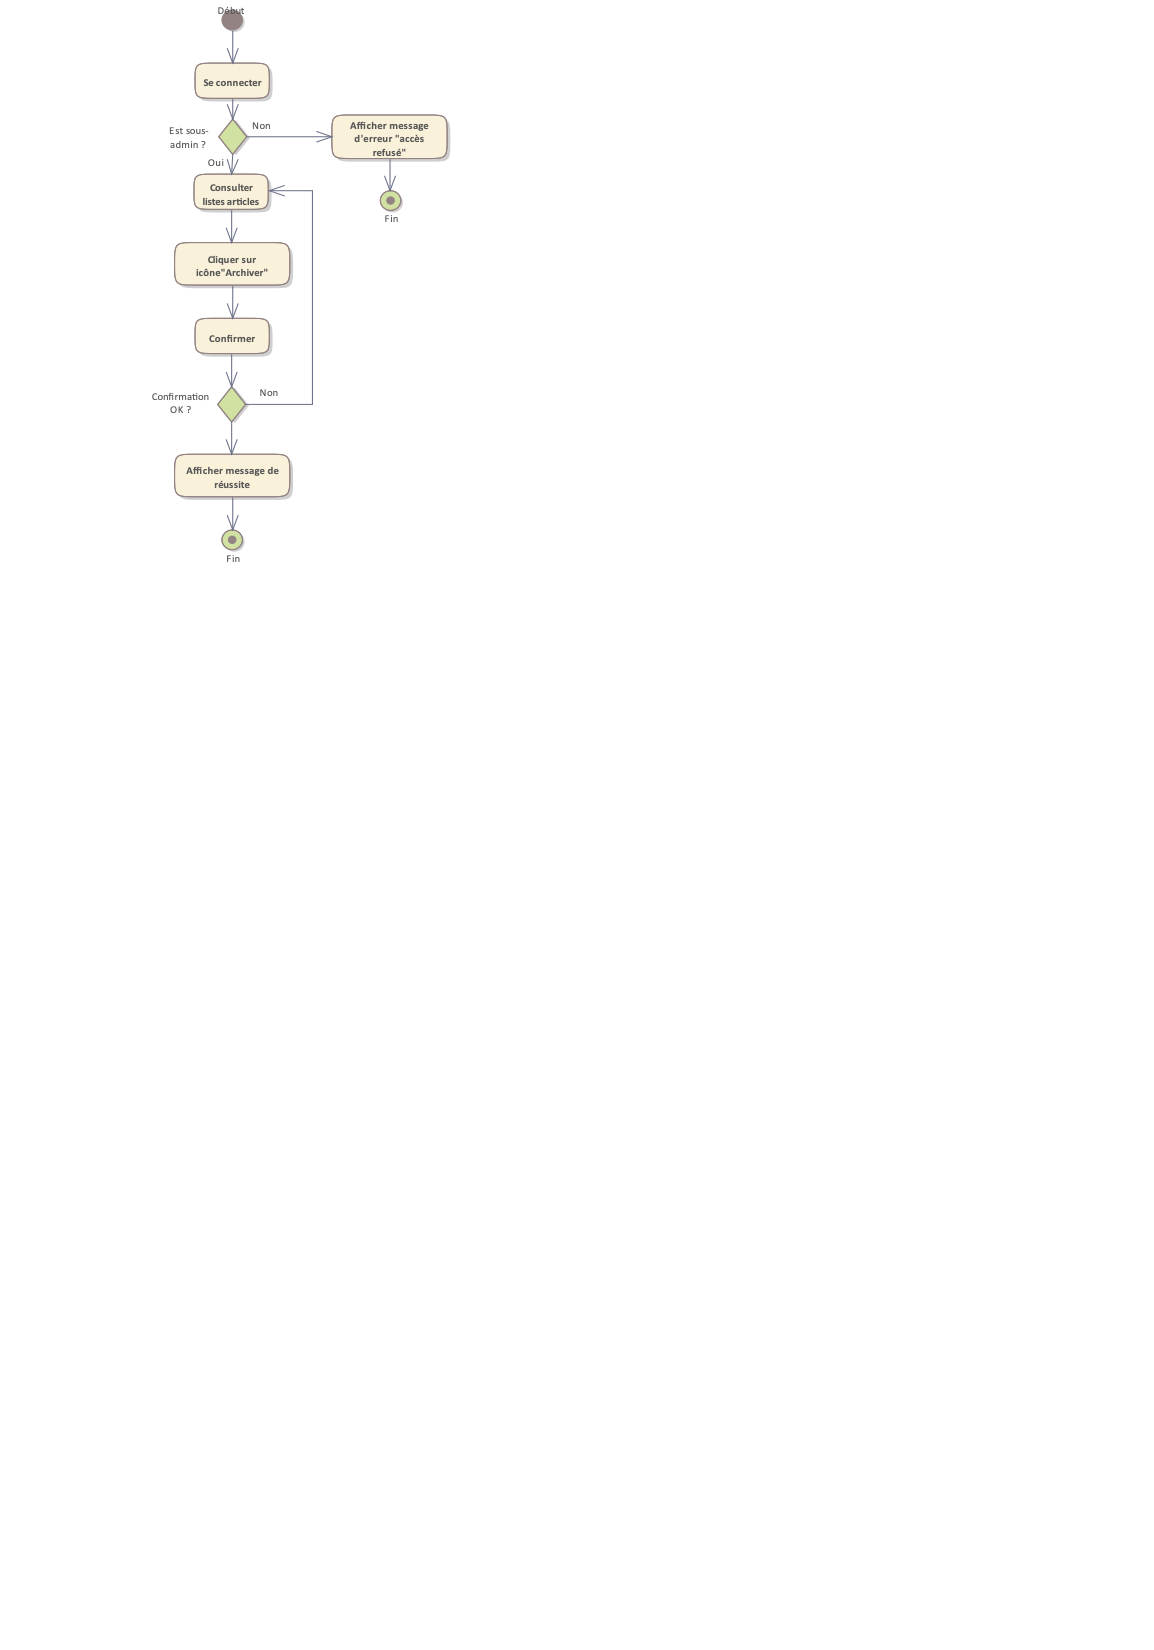 Début
Se connecter
Est sous-
admin ?
Non
Afficher message
d'erreur "accès
refusé"
Oui
Consulter
listes articles
Fin
Cliquer sur
icône"Archiver"
Confirmer
Confirmation
OK ?
Non
Afficher message de
réussite
Fin